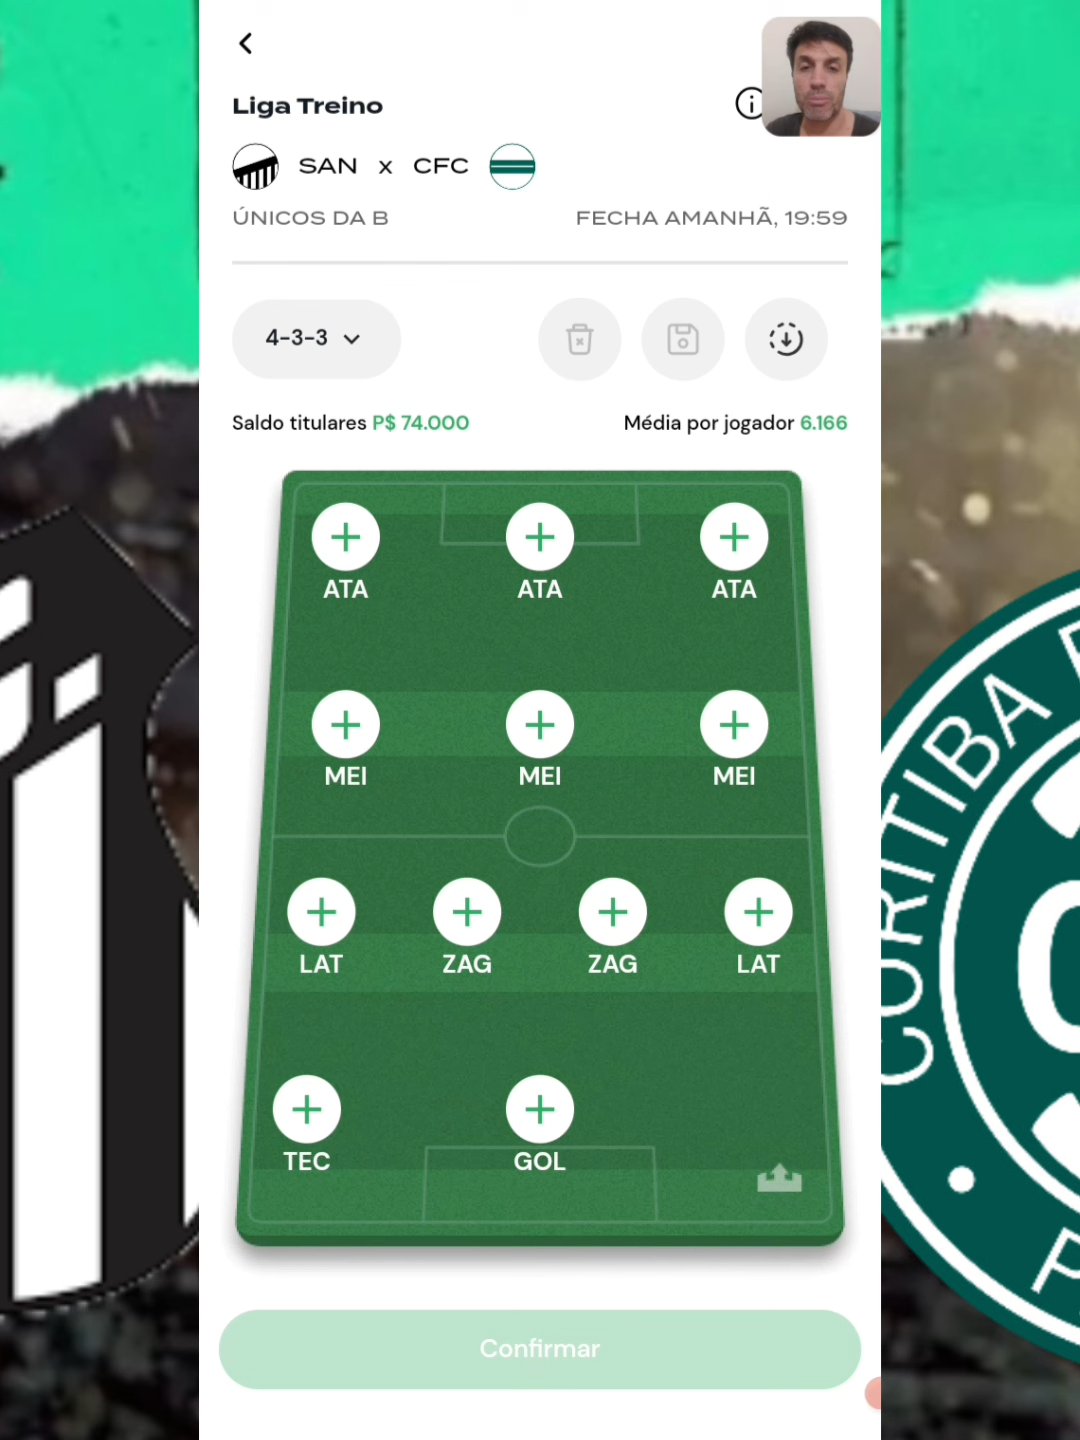 Liga Treino
SAN x CFC
ÚNICOS DA B
FECHA AMANHÃ, 19:59
4-3-3
Saldo titulares P$ 74.000
Média por jogador 6.166
ATA
ATA
ATA
MEI
MEI
MEI
LAT
ZAG
ZAG
LAT
TEC
GOL
Confirmar
CORITIBA